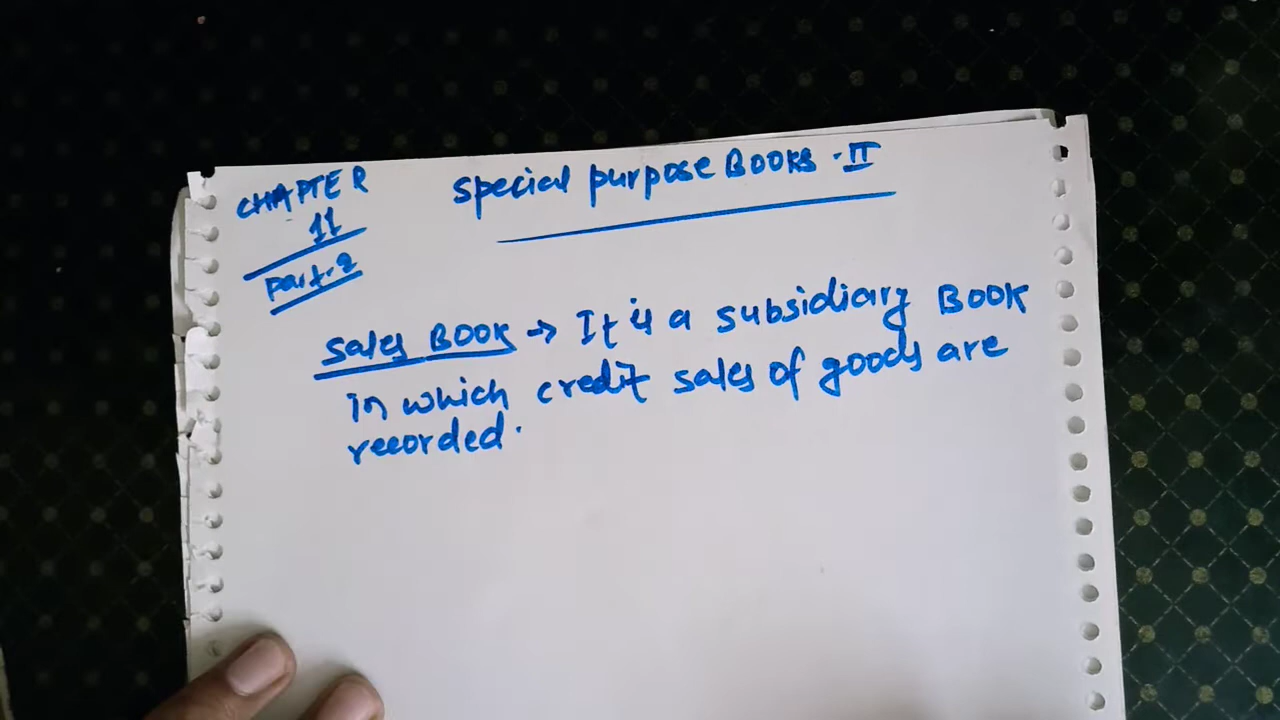 CHAPTER
11
Part-2
Special purpose BOOKS-II
Sales BOOK → It is a subsidiary BOOK
in which credit sales of goods are
recorded.